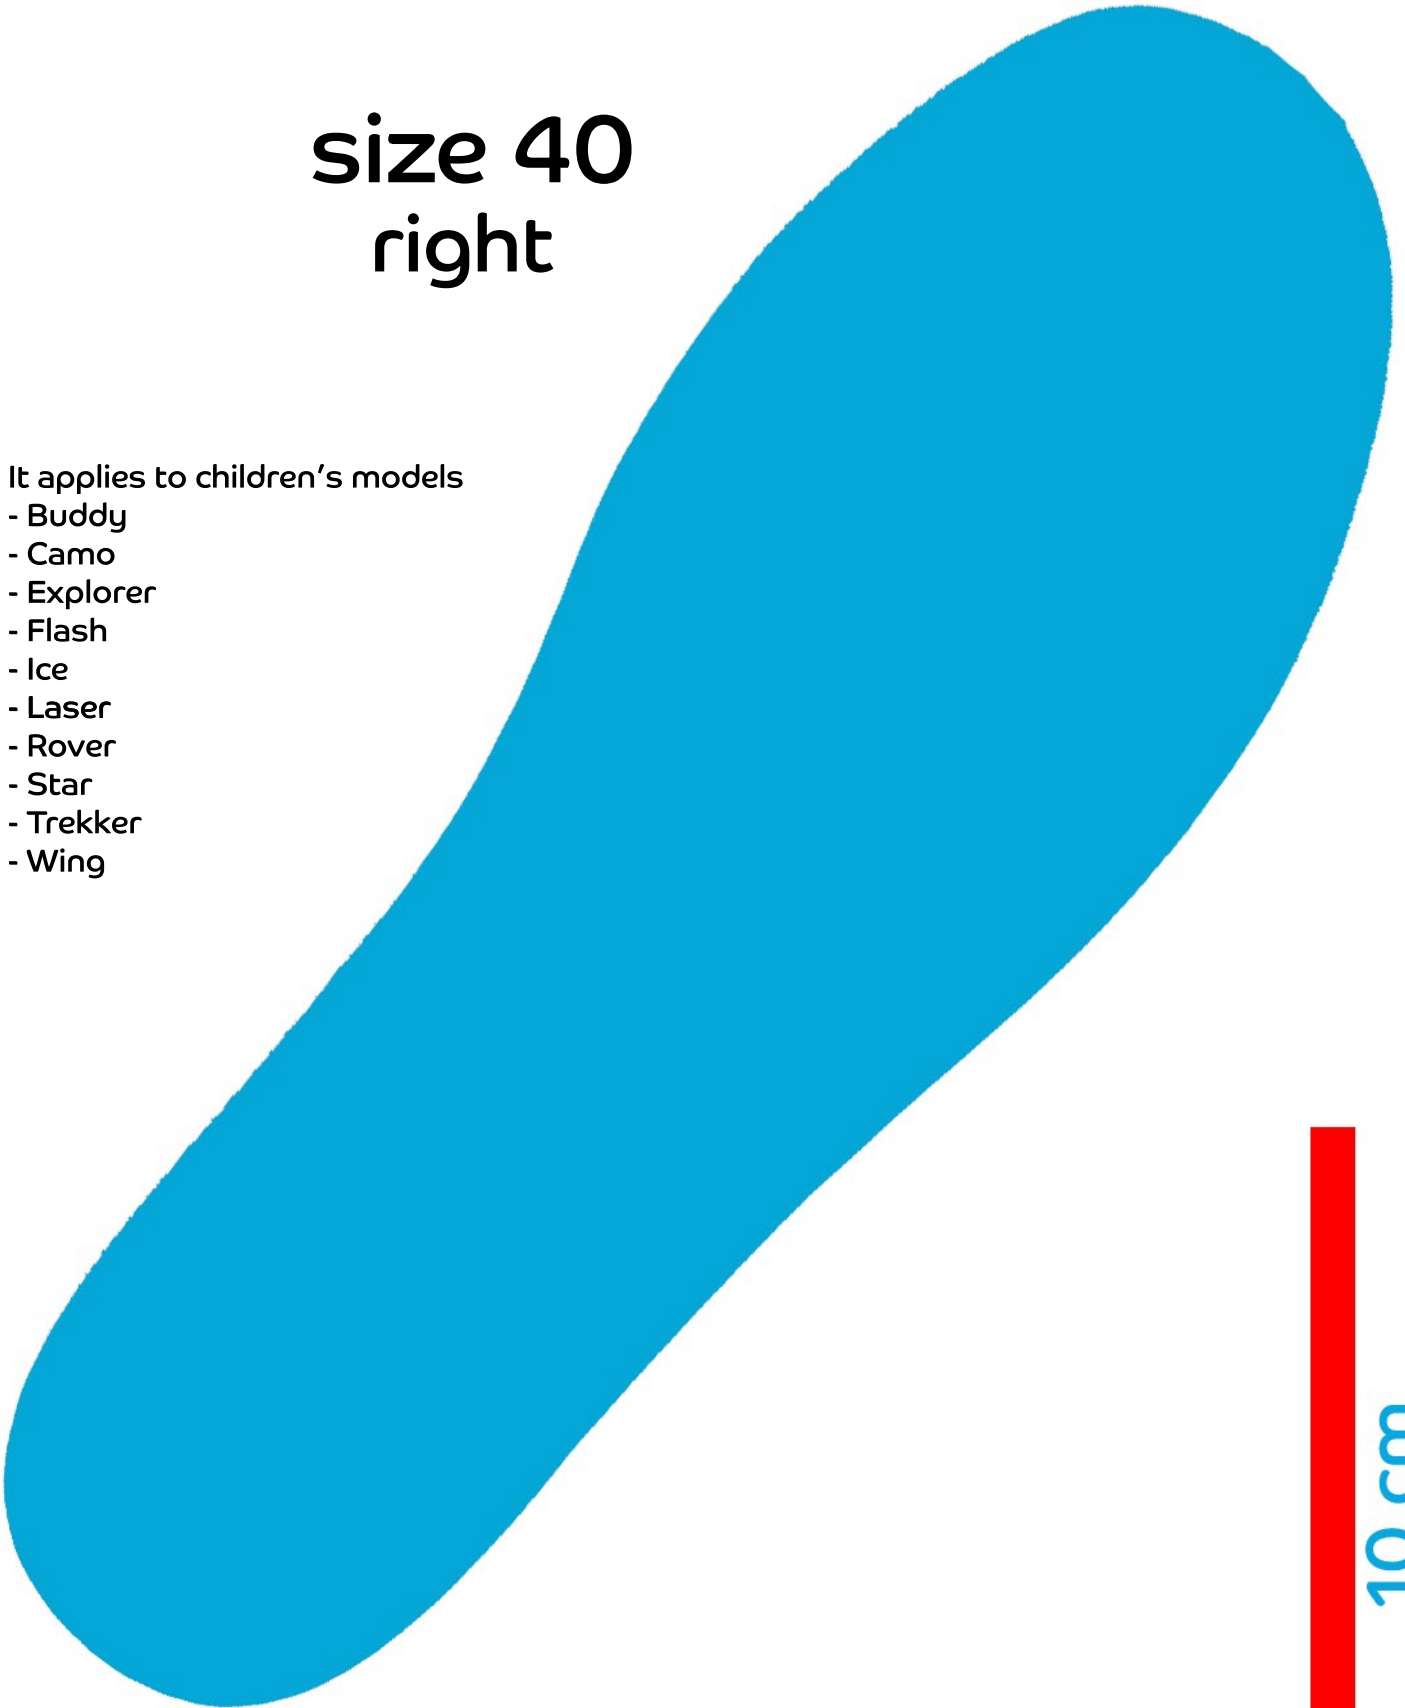 size 40
right
It applies to children's models
- Buddy
- Camo
- Explorer
- Flash
- Ice
- Laser
- Rover
- Star
- Trekker
- Wing
10 cm